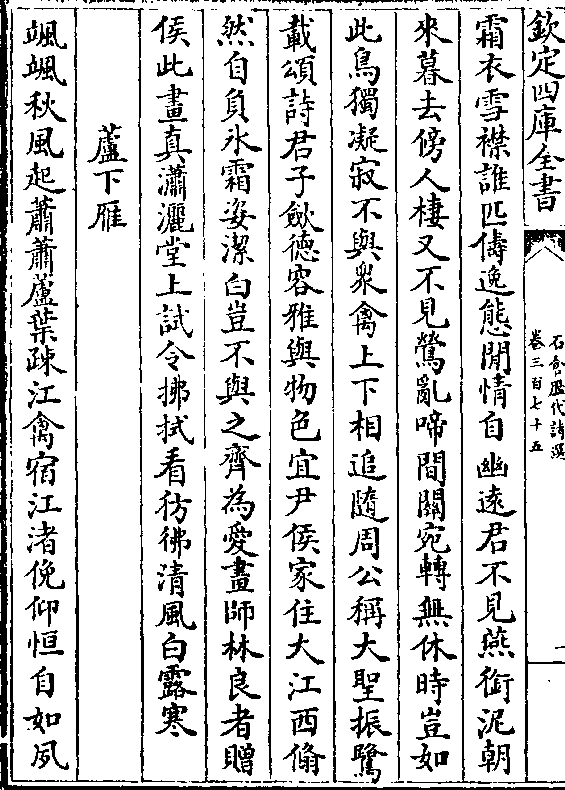 欽定四庫全書
石倉歷代詩選
卷三百七十五
二
霜衣雪襟誰匹儔逸態閒情自幽遠君不見燕銜泥朝
來暮去傍人棲又不見鶯亂啼間關宛轉無休時豈如
此鳥獨凝寂不與衆禽上下相追隨周公稱大聖振鷺
載頌詩君子斂德容雅與物色宜尹侯家住大江西脩
然自負氷霜姿潔白豈不與之齊為愛畫師林良者贈
侯此畫真瀟灑堂上試令拂拭看彷彿清風白露寒
蘆下雁
颯颯秋風起蕭蕭蘆葉疎江禽宿江渚俛仰恒自如夙